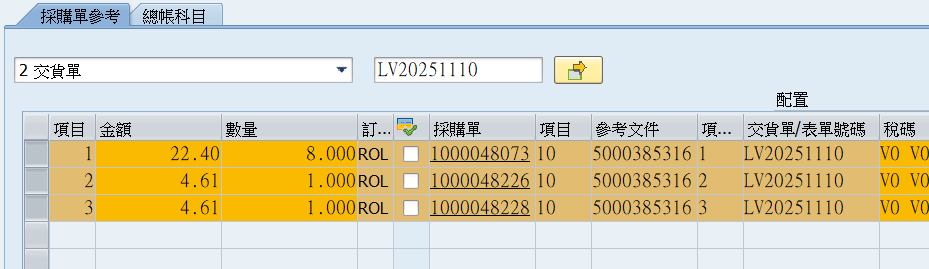 採購單參考 總帳科目
2 交貨單 LV20251110
配置
項目 金額 數量 訂... 採購單 項目 參考文件 項... 交貨單/表單號碼 稅碼
1 22.40 8.000 ROL 1000048073 10 5000385316 1 LV20251110 V0 V0
2 4.61 1.000 ROL 1000048226 10 5000385316 2 LV20251110 V0 V0
3 4.61 1.000 ROL 1000048228 10 5000385316 3 LV20251110 V0 V0